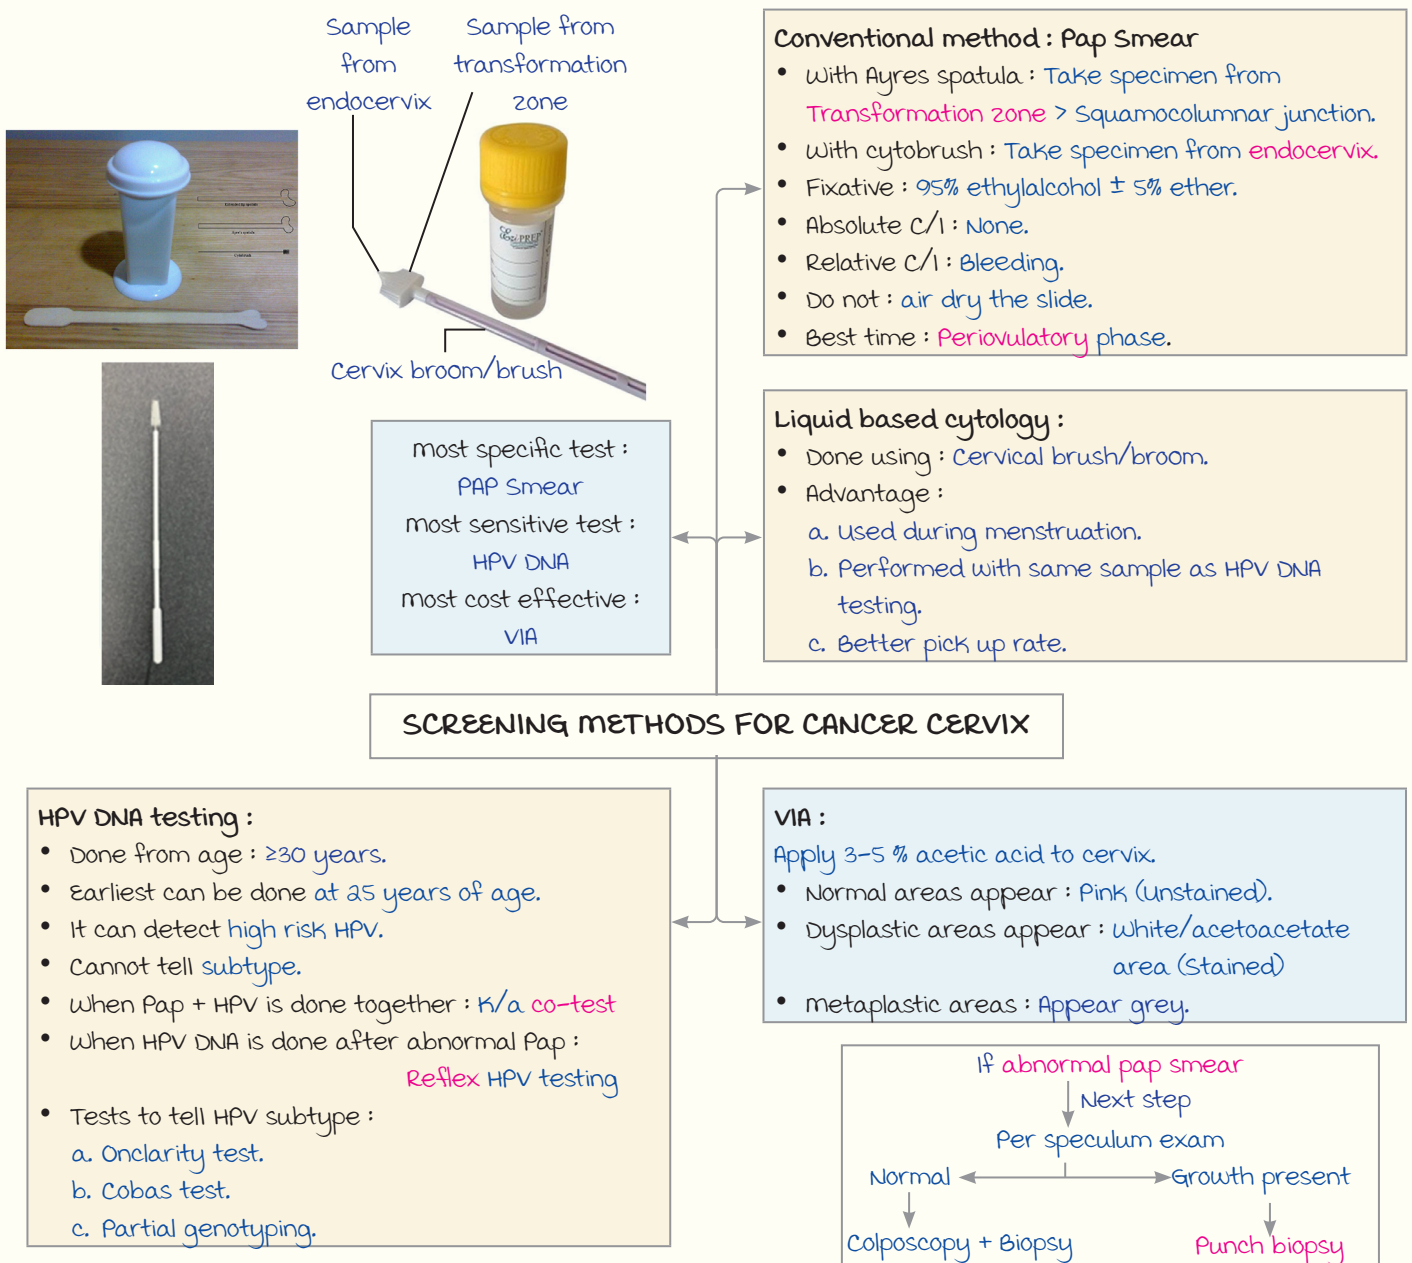 Sample
from
endocervix
Sample from
transformation
zone
Ezi-PREP
Cervix broom/brush
Conventional method : Pap Smear
• With Ayres spatula : Take specimen from
Transformation zone > Squamocolumnar junction.
• With cytobrush : Take specimen from endocervix.
• Fixative : 95% ethylalcohol ± 5% ether.
• Absolute C/I : None.
• Relative C/I : Bleeding.
• Do not : air dry the slide.
• Best time : Periovulatory phase.
most specific test :
PAP Smear
most sensitive test :
HPV DNA
most cost effective :
VIA
Liquid based cytology :
• Done using : Cervical brush/broom.
• Advantage :
a. Used during menstruation.
b. Performed with same sample as HPV DNA
testing.
c. Better pick up rate.
SCREENING METHODS FOR CANCER CERVIX
HPV DNA testing :
• Done from age : ≥30 years.
• Earliest can be done at 25 years of age.
• It can detect high risk HPV.
• Cannot tell subtype.
• When Pap + HPV is done together : K/a co-test
• When HPV DNA is done after abnormal Pap :
Reflex HPV testing
• Tests to tell HPV subtype :
a. Onclarity test.
b. Cobas test.
c. Partial genotyping.
VIA :
Apply 3-5 % acetic acid to cervix.
• Normal areas appear : Pink (Unstained).
• Dysplastic areas appear : White/acetoacetate
area (Stained)
• metaplastic areas : Appear grey.
If abnormal pap smear
Next step
Per speculum exam
Normal
Growth present
Colposcopy + Biopsy
Punch biopsy